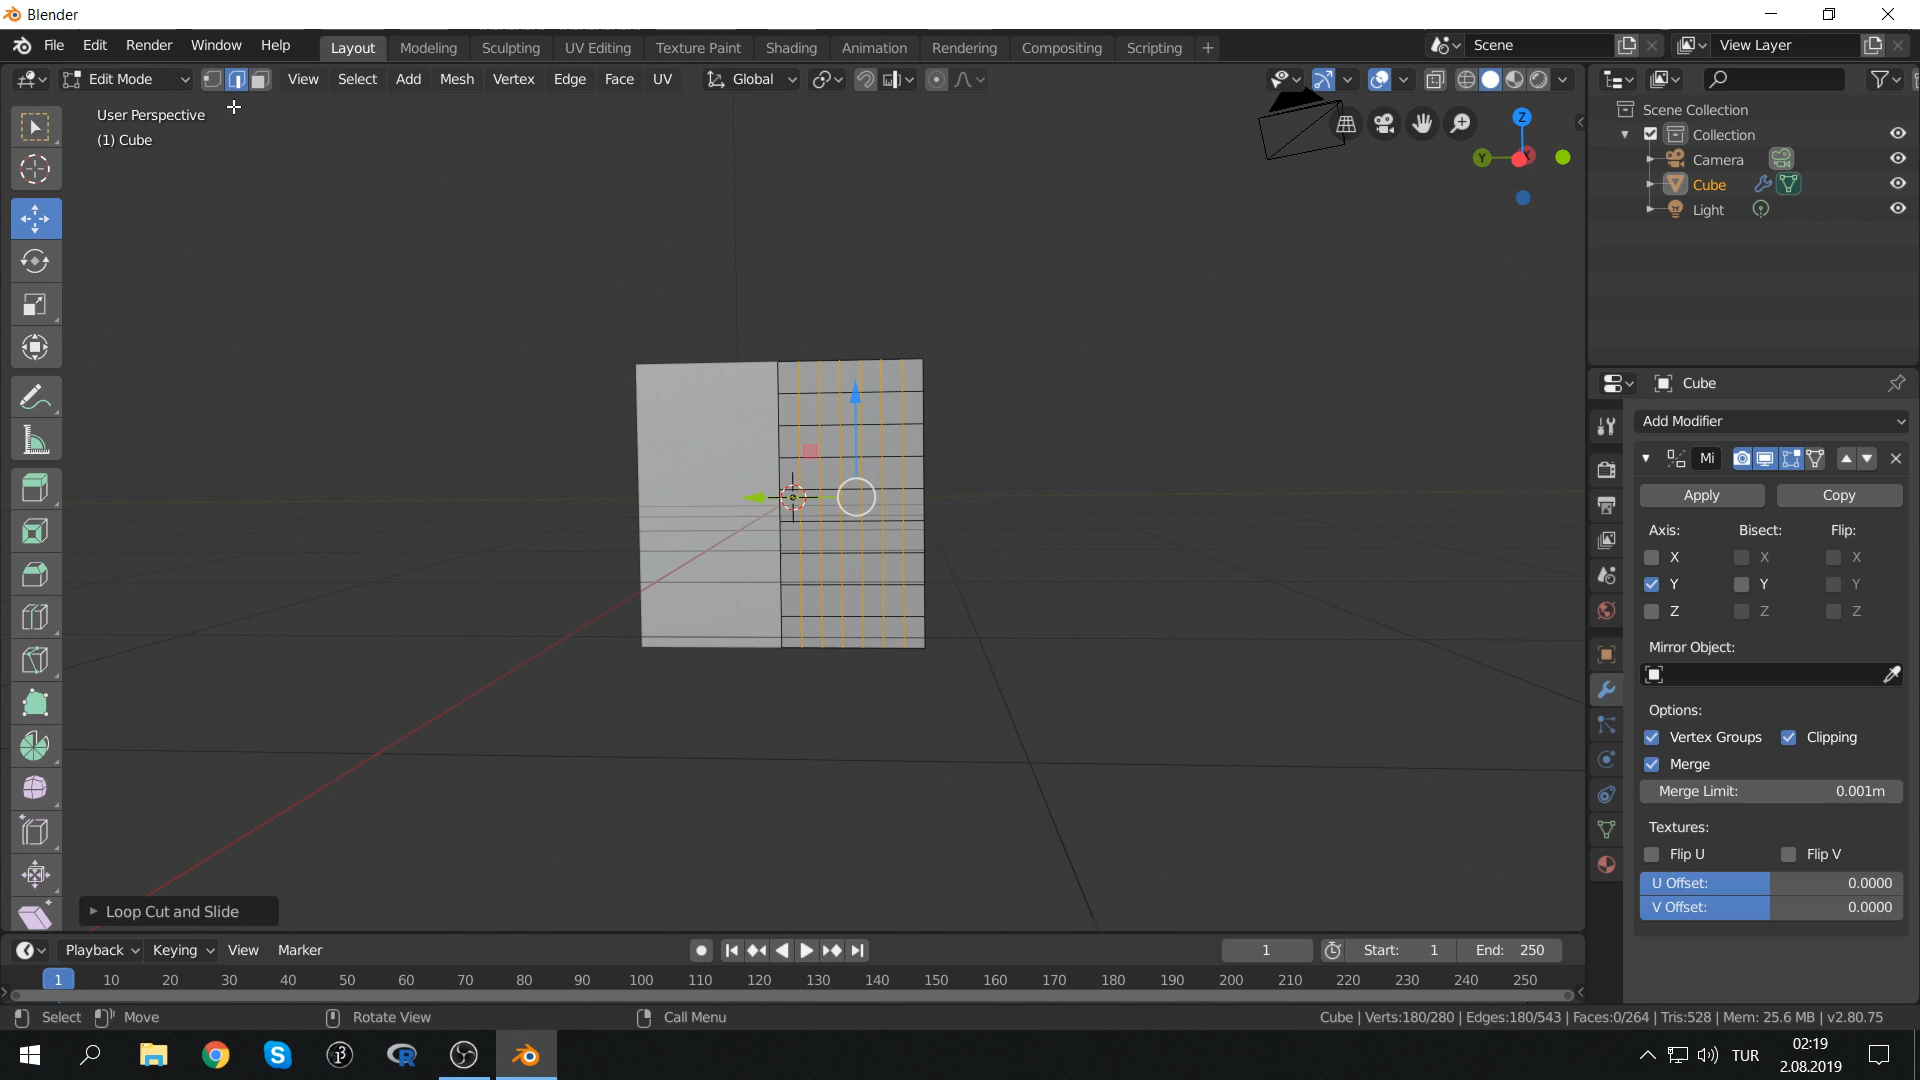 Blender
File Edit Render Window Help Layout Modeling Sculpting UV Editing Texture Paint Shading Animation Rendering Compositing Scripting + Scene View Layer
Edit Mode View Select Add Mesh Vertex Edge Face UV Global
User Perspective
(1) Cube
Z
Y
X
Scene Collection
Collection
Camera
Cube
Light
Cube
Add Modifier
Mi
Apply Copy
Axis: Bisect: Flip:
X X X
Y Y Y
Z Z Z
Mirror Object:
Options:
Vertex Groups Clipping
Merge
Merge Limit: 0.001m
Textures:
Flip U Flip V
U Offset: 0.0000
V Offset: 0.0000
Loop Cut and Slide
Playback Keying View Marker 1 Start: 1 End: 250
1 10 20 30 40 50 60 70 80 90 100 110 120 130 140 150 160 170 180 190 200 210 220 230 240 250
Select Move Rotate View Call Menu Cube | Verts:180/280 | Edges:180/543 | Faces:0/264 | Tris:528 | Mem: 25.6 MB | v2.80.75
TUR
02:19
2.08.2019